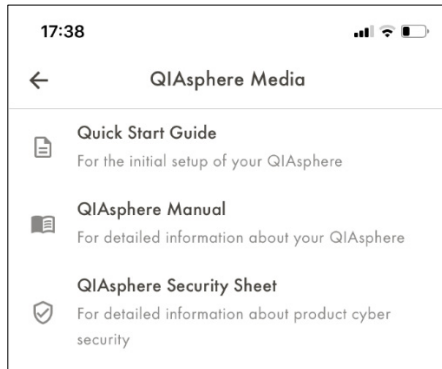 17:38
QIAsphere Media
Quick Start Guide
For the initial setup of your QIAsphere
QIAsphere Manual
For detailed information about your QIAsphere
QIAsphere Security Sheet
For detailed information about product cyber
security